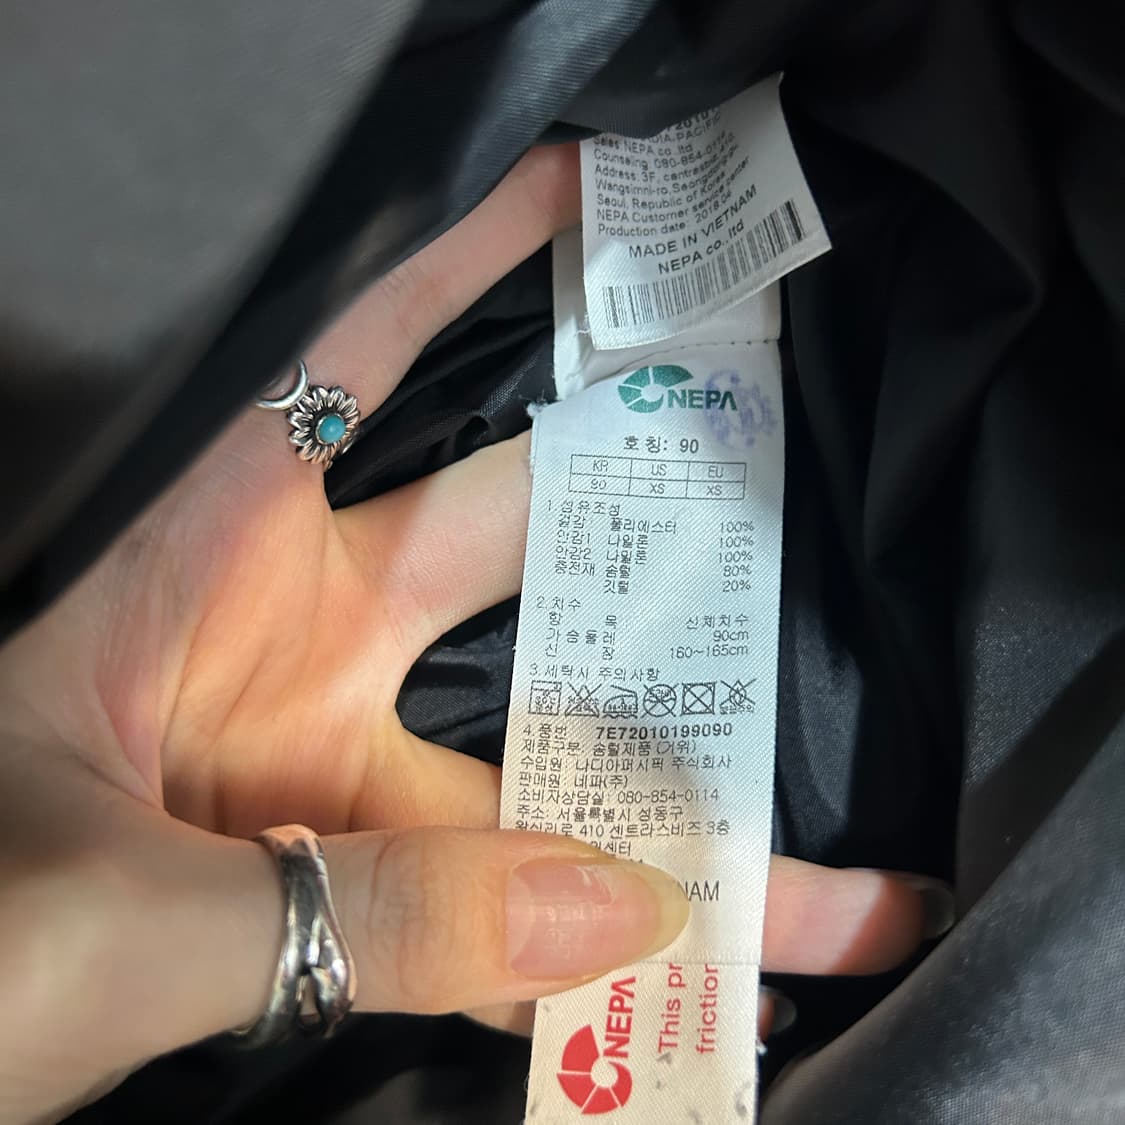 Sales: NEPA co., ltd
Counseling: 080-854-0114
Wangsimni-ro, Seongdong-gu,
Seoul, Republic of Korea
NEPA Customer service center
Production date: 2018.04
MADE IN VIETNAM
NEPA co., ltd
NEPA
호칭: 90
KR US EU
90 XS XS
1.섬유조성
겉감 폴리에스터 100%
안감1 나일론 100%
안감2 나일론 100%
충전재 솜털 80%
깃털 20%
2.치수
항 목 신체치수
가슴둘레 90cm
신 장 160~165cm
3.세탁시 주의사항
4.품번 7E72010199090
제품구분: 솜털제품 (거위)
수입원: 나디아퍼시픽 주식회사
판매원: 네파(주)
소비자상담실: 080-854-0114
주소: 서울특별시 성동구
왕십리로 410 센트라스비즈 3층
NAM
NEPA
This pr
friction